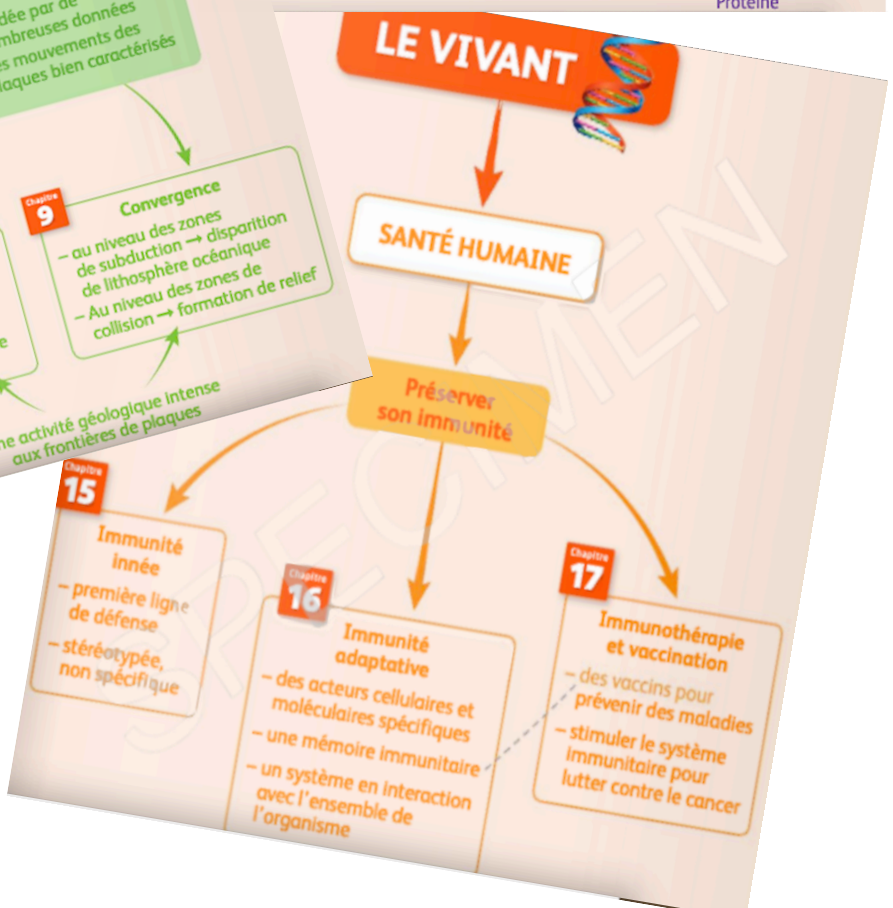 Protéine
dée par de
mbreuses données
es mouvements des
laques bien caractérisés
Chapitre
9
Convergence
– au niveau des zones
de subduction → disparition
de lithosphère océanique
– Au niveau des zones de
collision → formation de relief
e
ne activité géologique intense
aux frontières de plaques
LE VIVANT
SANTÉ HUMAINE
Préserver
son immunité
Chapitre
15
Immunité
innée
– première ligne
de défense
– stéréotypée,
non spécifique
Chapitre
16
Immunité
adaptative
– des acteurs cellulaires et
moléculaires spécifiques
– une mémoire immunitaire
– un système en interaction
avec l'ensemble de
l'organisme
Chapitre
17
Immunothérapie
et vaccination
– des vaccins pour
prévenir des maladies
– stimuler le système
immunitaire pour
lutter contre le cancer
SPECIMEN